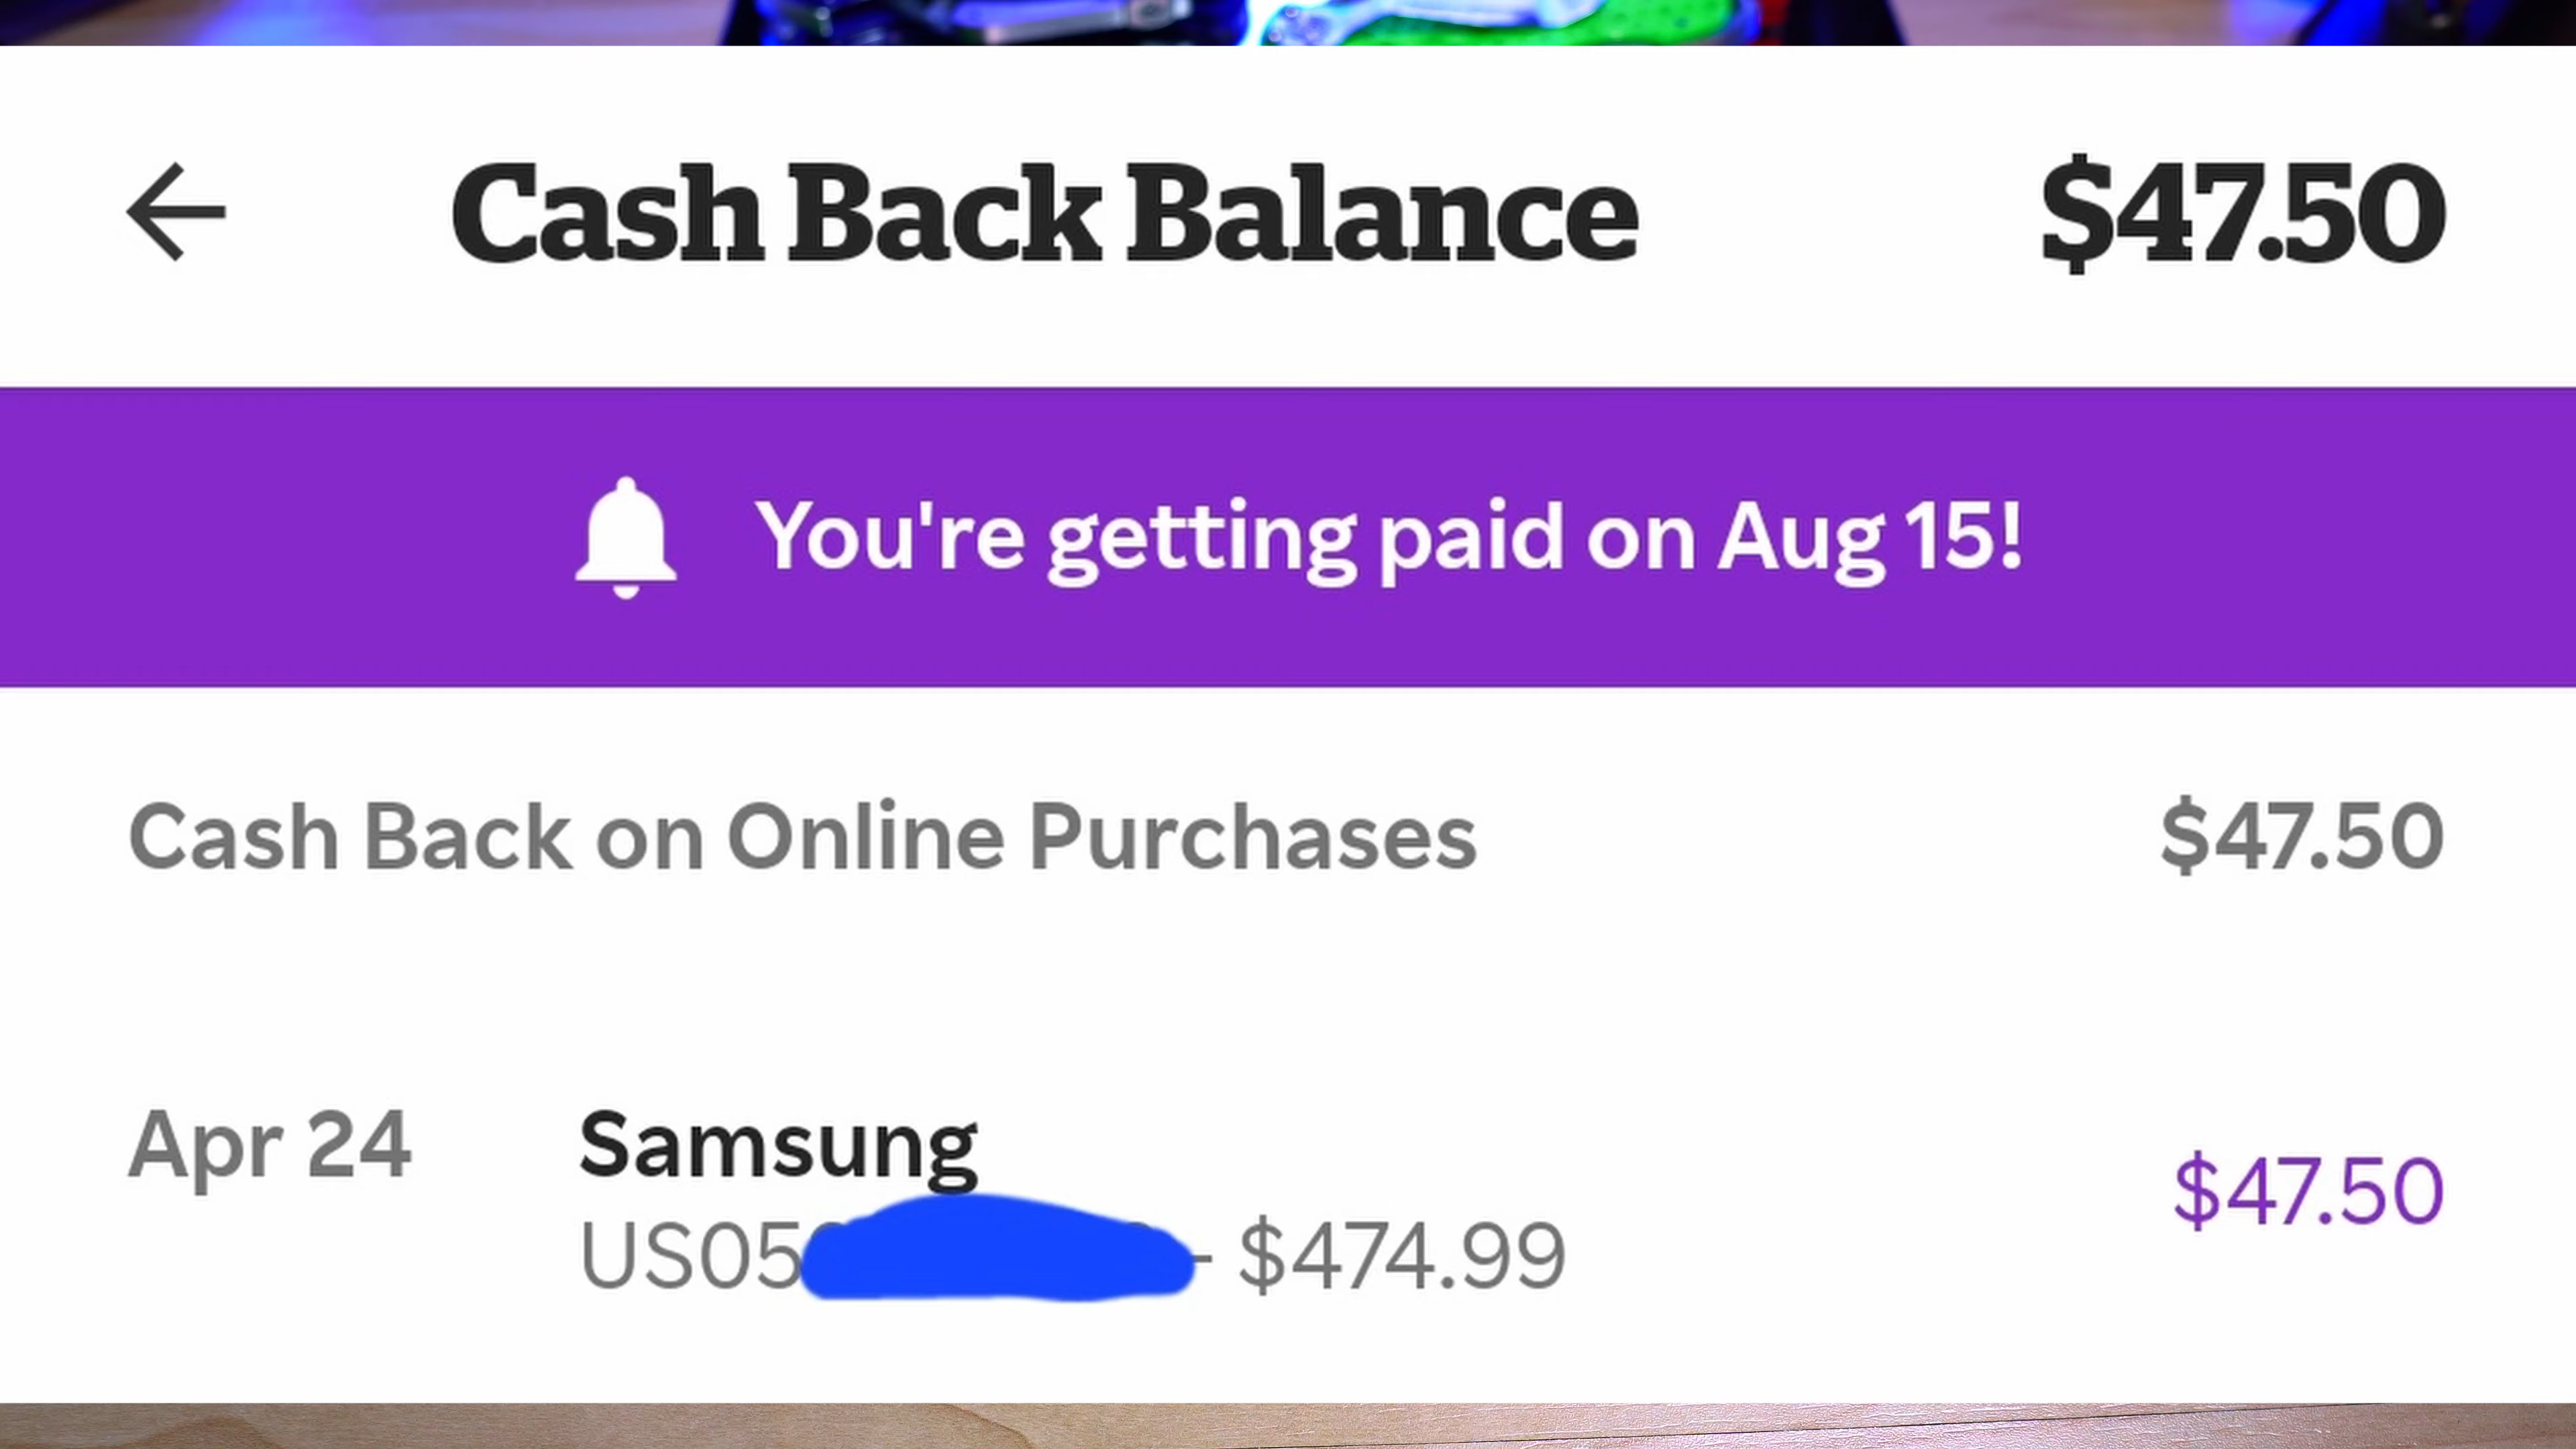 Cash Back Balance $47.50
You're getting paid on Aug 15!
Cash Back on Online Purchases $47.50
Apr 24 Samsung $47.50
US05 - $474.99